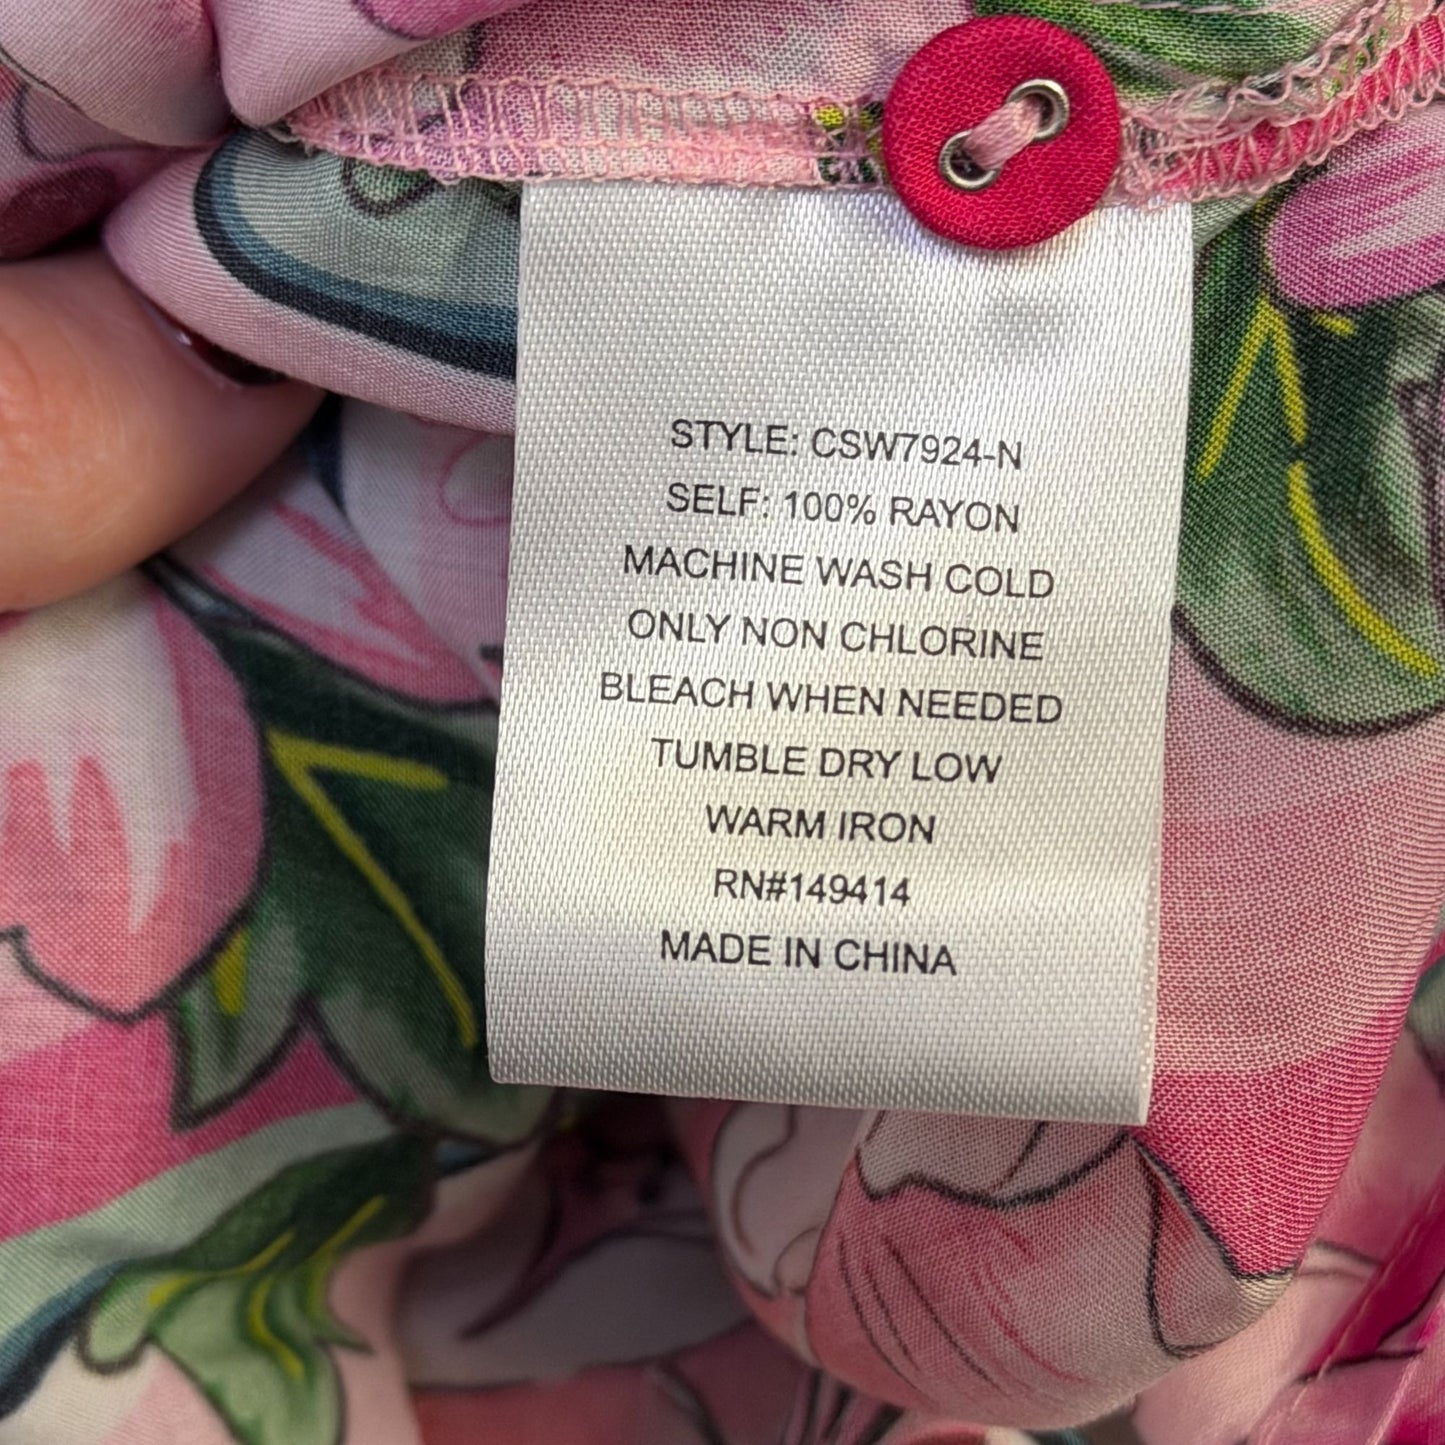 STYLE: CSW7924-N
SELF: 100% RAYON
MACHINE WASH COLD
ONLY NON CHLORINE
BLEACH WHEN NEEDED
TUMBLE DRY LOW
WARM IRON
RN#149414
MADE IN CHINA